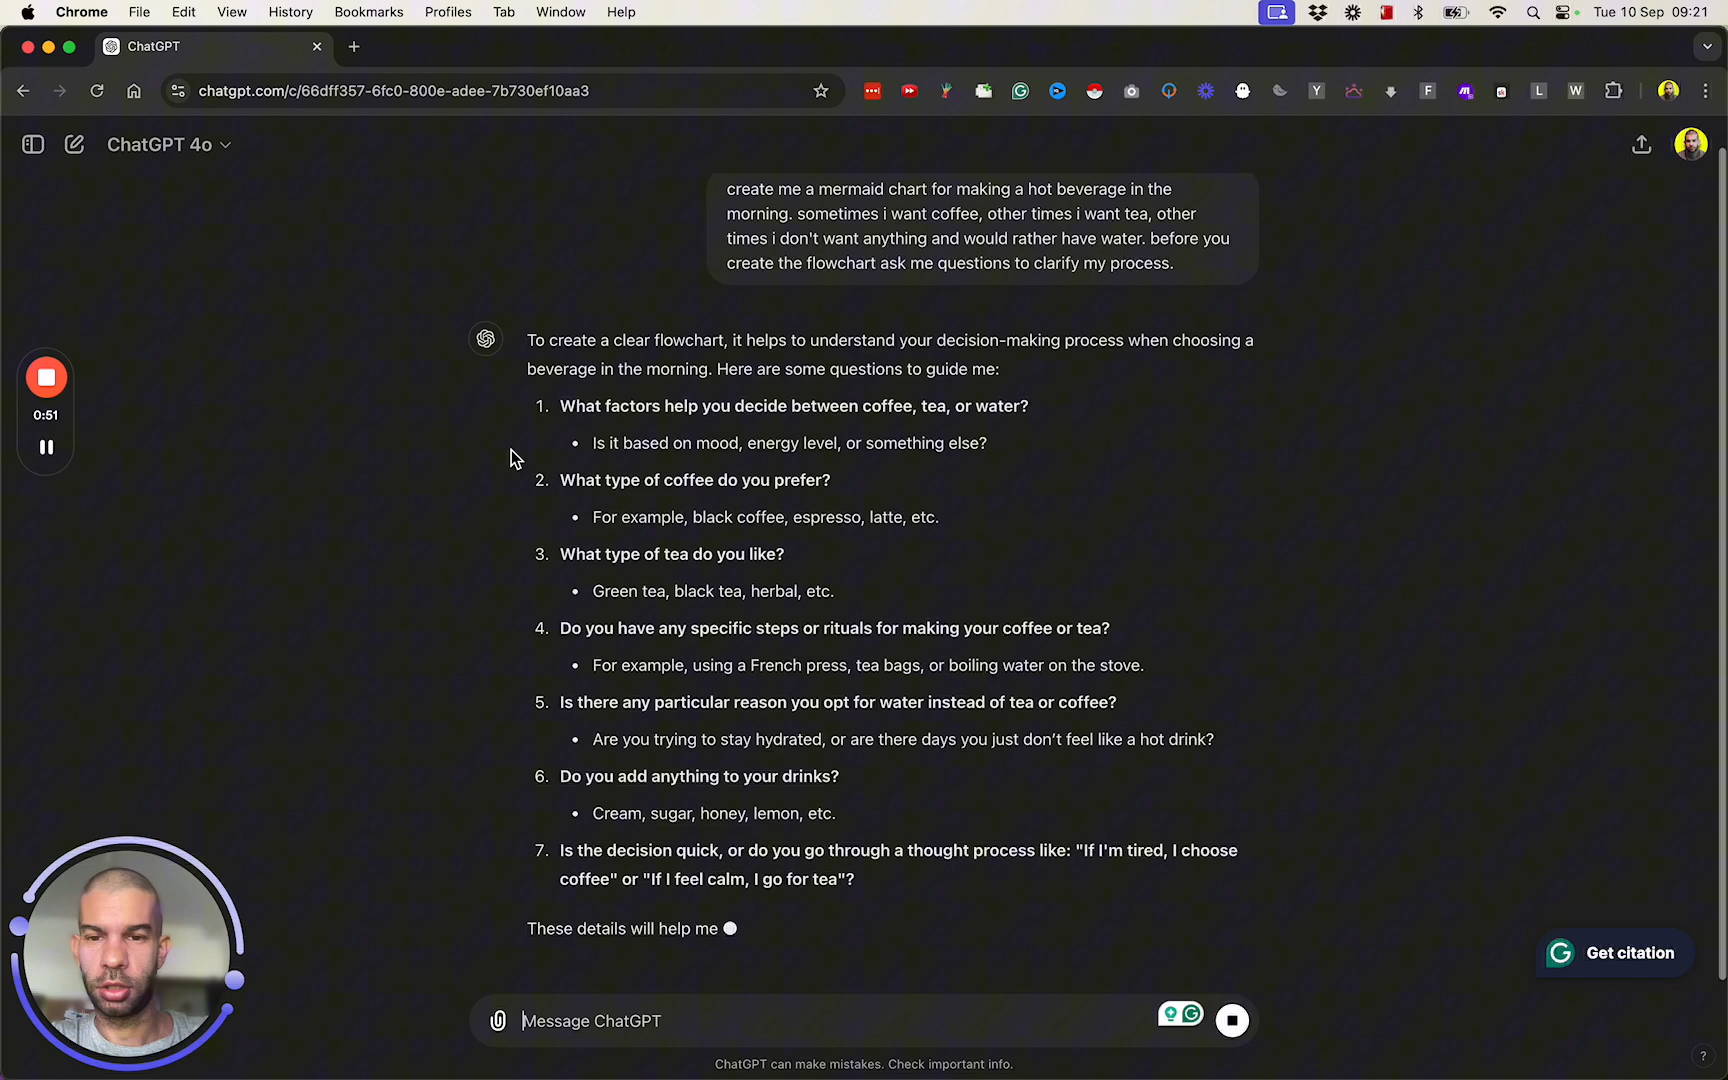 Chrome File Edit View History Bookmarks Profiles Tab Window Help Tue 10 Sep 09:21
ChatGPT
chatgpt.com/c/66dff357-6fc0-800e-adee-7b730ef10aa3
ChatGPT 4o
create me a mermaid chart for making a hot beverage in the
morning. sometimes i want coffee, other times i want tea, other
times i don't want anything and would rather have water. before you
create the flowchart ask me questions to clarify my process.
To create a clear flowchart, it helps to understand your decision-making process when choosing a
beverage in the morning. Here are some questions to guide me:
1. What factors help you decide between coffee, tea, or water?
• Is it based on mood, energy level, or something else?
2. What type of coffee do you prefer?
• For example, black coffee, espresso, latte, etc.
3. What type of tea do you like?
• Green tea, black tea, herbal, etc.
4. Do you have any specific steps or rituals for making your coffee or tea?
• For example, using a French press, tea bags, or boiling water on the stove.
5. Is there any particular reason you opt for water instead of tea or coffee?
• Are you trying to stay hydrated, or are there days you just don’t feel like a hot drink?
6. Do you add anything to your drinks?
• Cream, sugar, honey, lemon, etc.
7. Is the decision quick, or do you go through a thought process like: "If I'm tired, I choose
coffee" or "If I feel calm, I go for tea"?
These details will help me
0:51
Get citation
Message ChatGPT
ChatGPT can make mistakes. Check important info.
?